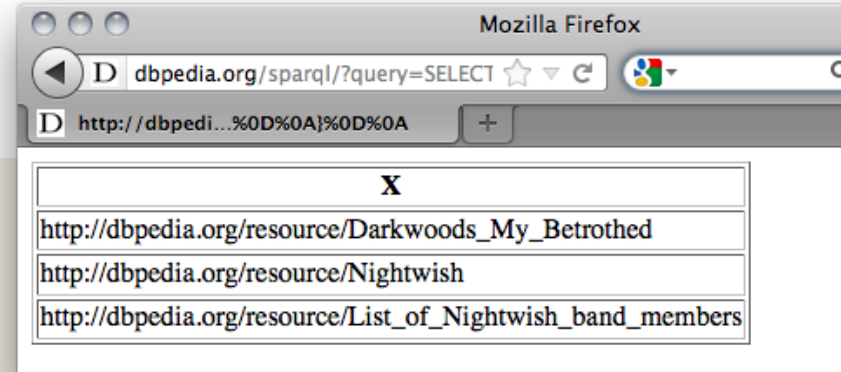 Mozilla Firefox
D dbpedia.org/sparql/?query=SELECT
D http://dbpedi...%0D%0A}%0D%0A
X
http://dbpedia.org/resource/Darkwoods_My_Betrothed
http://dbpedia.org/resource/Nightwish
http://dbpedia.org/resource/List_of_Nightwish_band_members